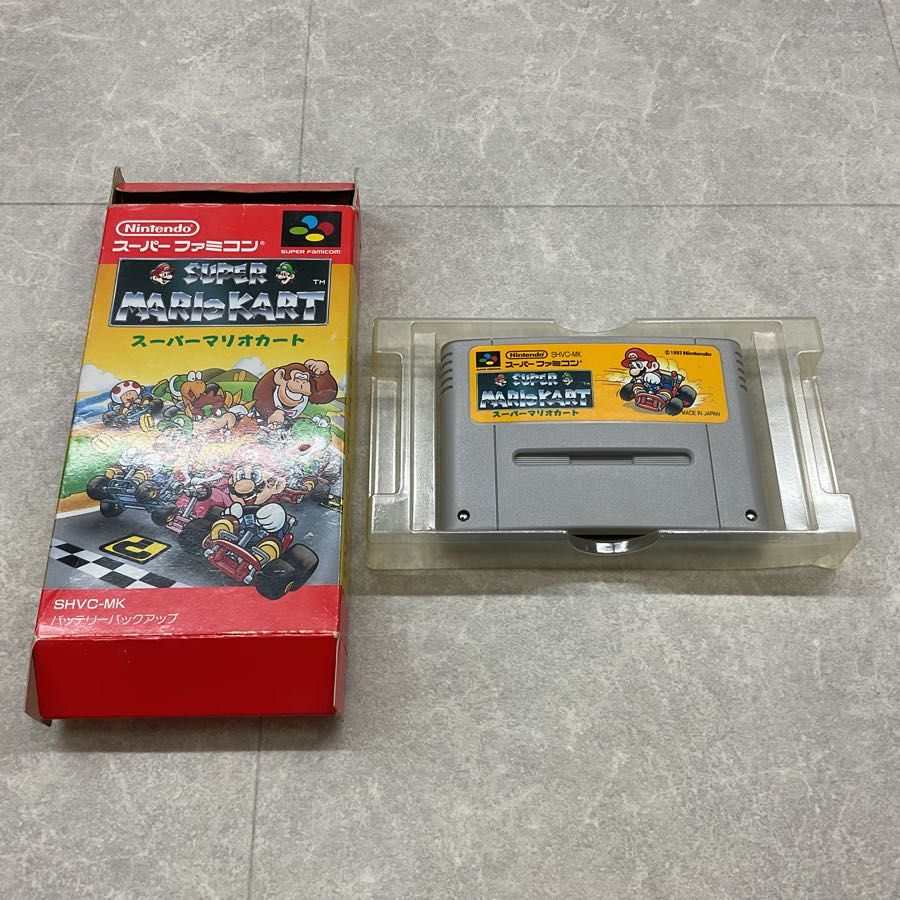 Nintendo
スーパーファミコン®
SUPER FAMICOM
SUPER
MARIO KART ™
スーパーマリオカート
SHVC-MK
バッテリーバックアップ
Nintendo SHVC-MK
スーパーファミコン®
© 1992 Nintendo
SUPER
MARIO KART ™
スーパーマリオカート
MADE IN JAPAN